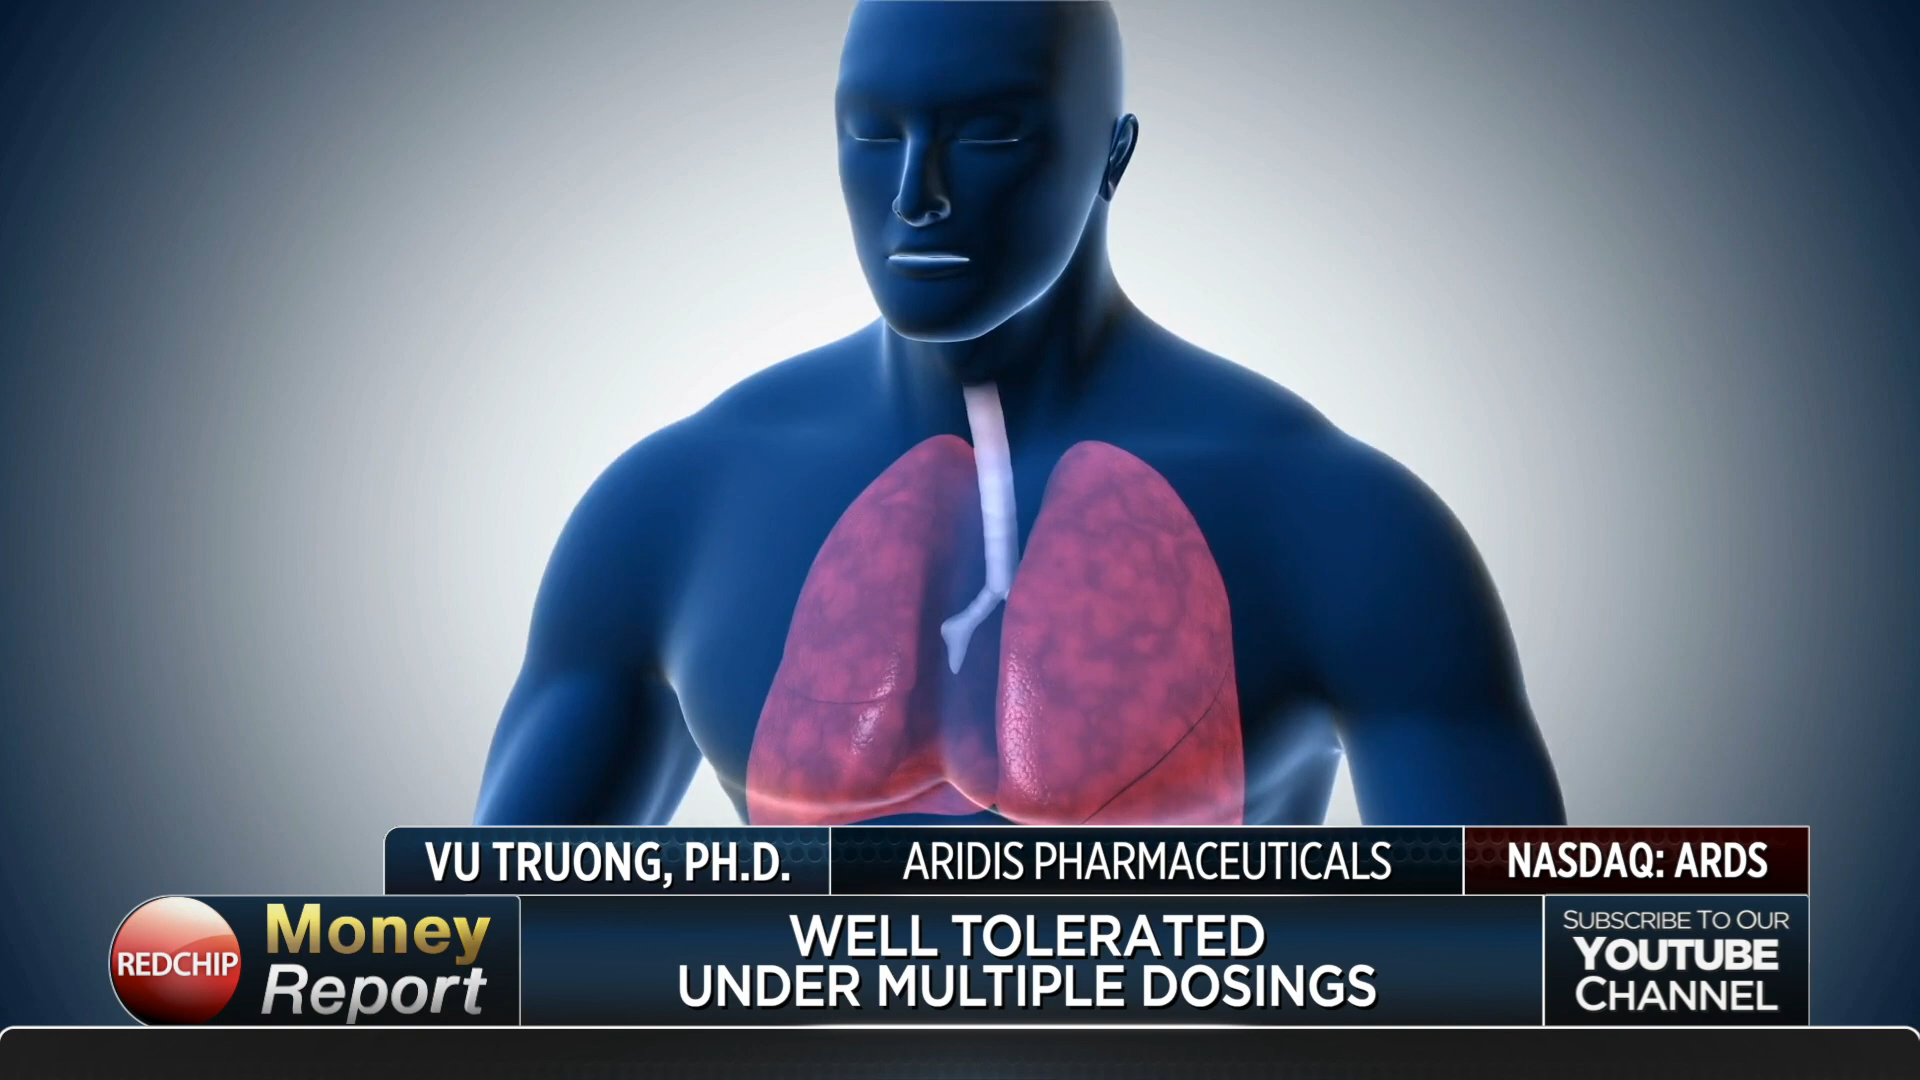 VU TRUONG, PH.D.
ARIDIS PHARMACEUTICALS
NASDAQ: ARDS
REDCHIP
Money
Report
WELL TOLERATED
UNDER MULTIPLE DOSINGS
SUBSCRIBE TO OUR
YOUTUBE
CHANNEL